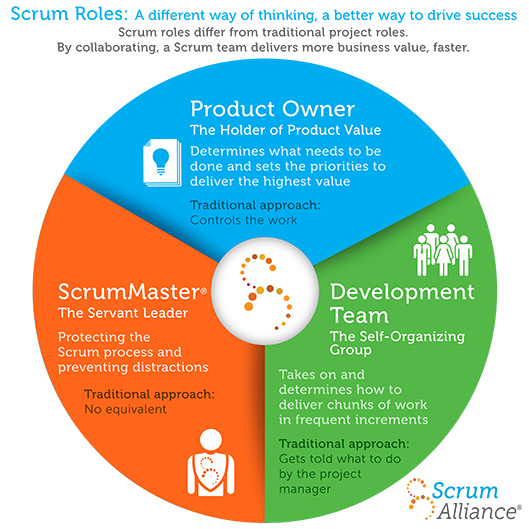 Scrum Roles: A different way of thinking, a better way to drive success
Scrum roles differ from traditional project roles.
By collaborating, a Scrum team delivers more business value, faster.
Product Owner
The Holder of Product Value
Determines what needs to be
done and sets the priorities to
deliver the highest value
Traditional approach:
Controls the work
ScrumMaster®
The Servant Leader
Protecting the
Scrum process and
preventing distractions
Traditional approach:
No equivalent
Development
Team
The Self-Organizing
Group
Takes on and
determines how to
deliver chunks of work
in frequent increments
Traditional approach:
Gets told what to do
by the project
manager
Scrum
Alliance®